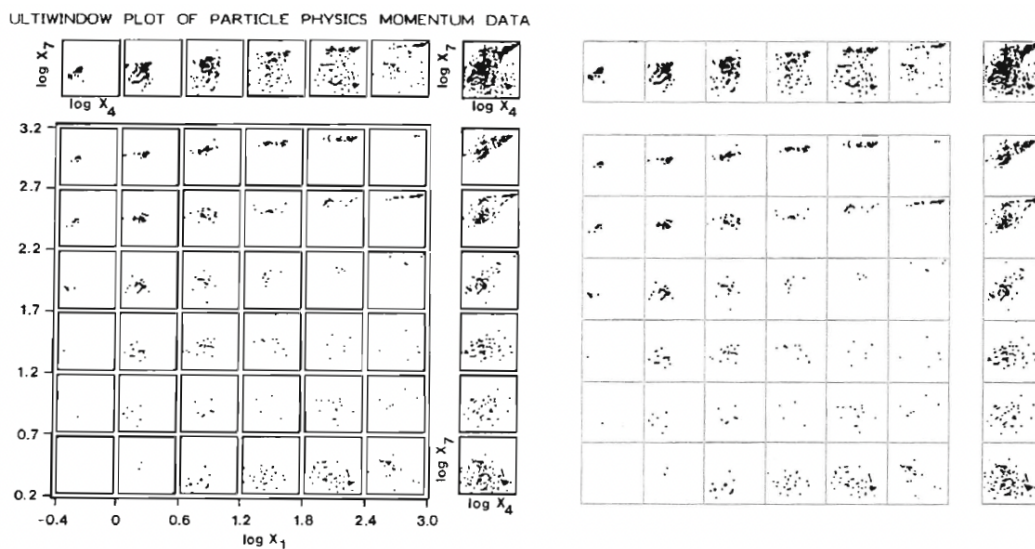 ULTIWINDOW PLOT OF PARTICLE PHYSICS MOMENTUM DATA
log X7
log X7
log X4
log X4
3.2
2.7
2.2
1.7
1.2
0.7
log X7
0.2
log X4
-0.4 0 0.6 1.2 1.8 2.4 3.0
log X1